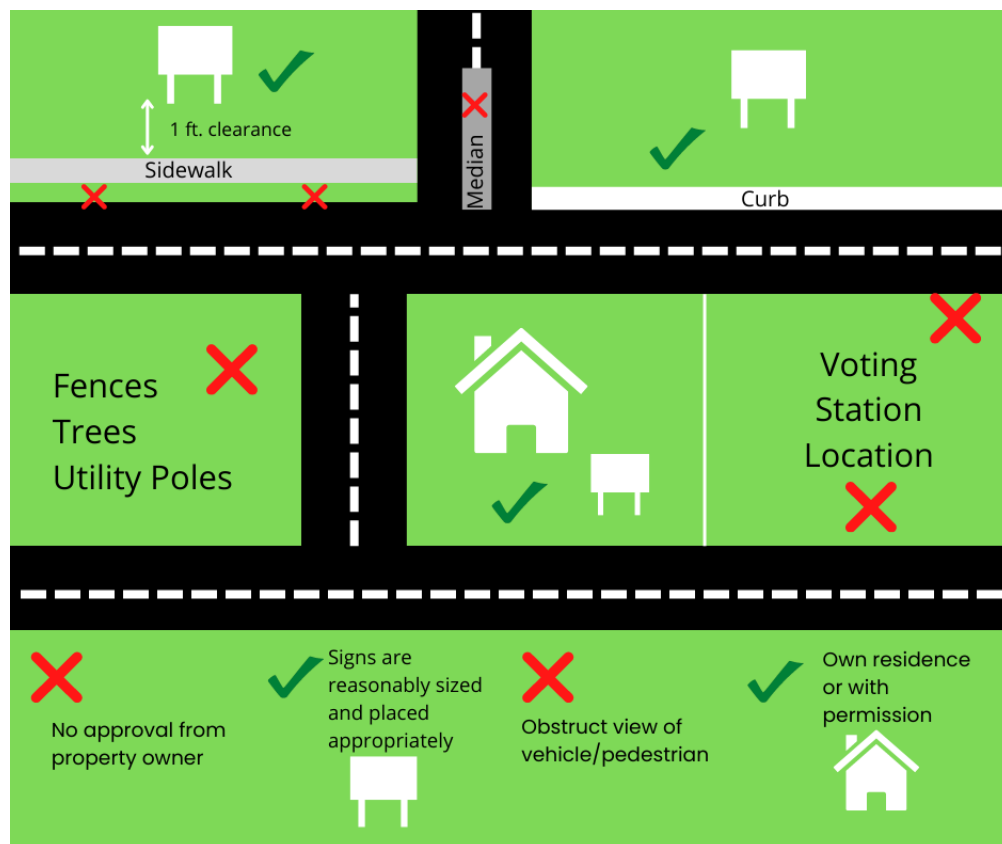 1 ft. clearance
Sidewalk
Median
Curb
Fences
Trees
Utility Poles
Voting
Station
Location
No approval from
property owner
Signs are
reasonably sized
and placed
appropriately
Obstruct view of
vehicle/pedestrian
Own residence
or with
permission